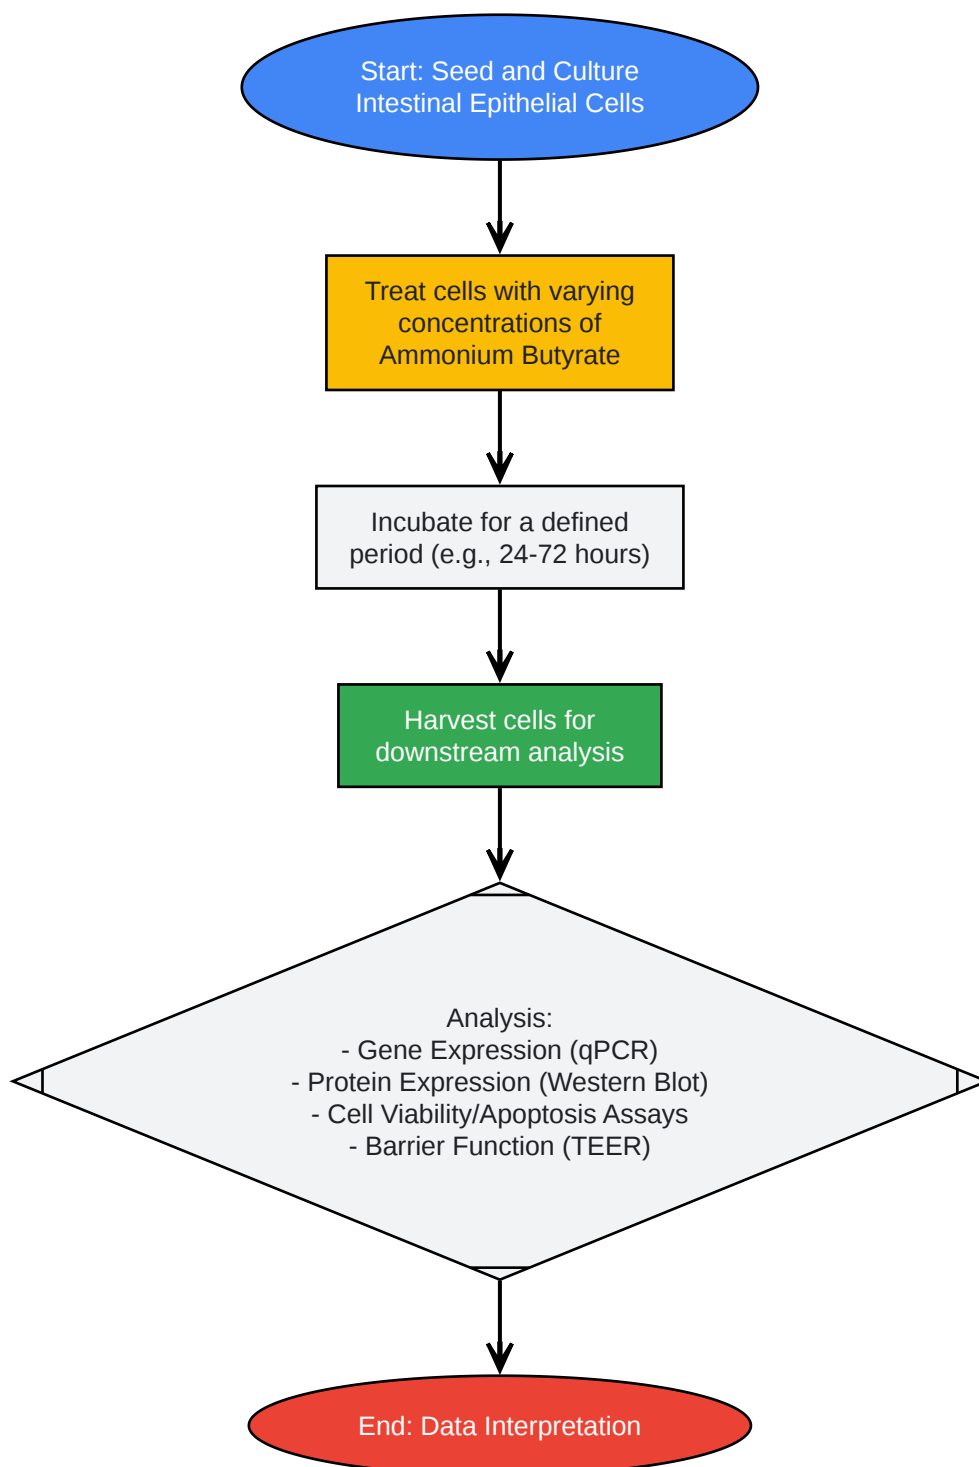 Start: Seed and Culture
Intestinal Epithelial Cells
Treat cells with varying
concentrations of
Ammonium Butyrate
Incubate for a defined
period (e.g., 24-72 hours)
Harvest cells for
downstream analysis
Analysis:
- Gene Expression (qPCR)
- Protein Expression (Western Blot)
- Cell Viability/Apoptosis Assays
- Barrier Function (TEER)
End: Data Interpretation